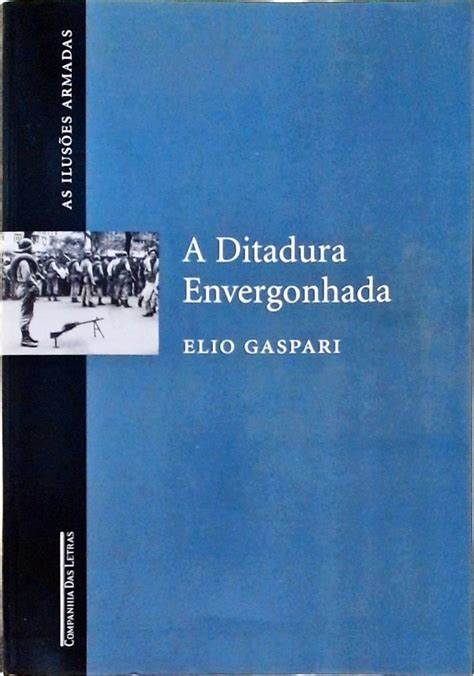 AS ILUSÕES ARMADAS
A Ditadura
Envergonhada
ELIO GASPARI
COMPANHIA DAS LETRAS